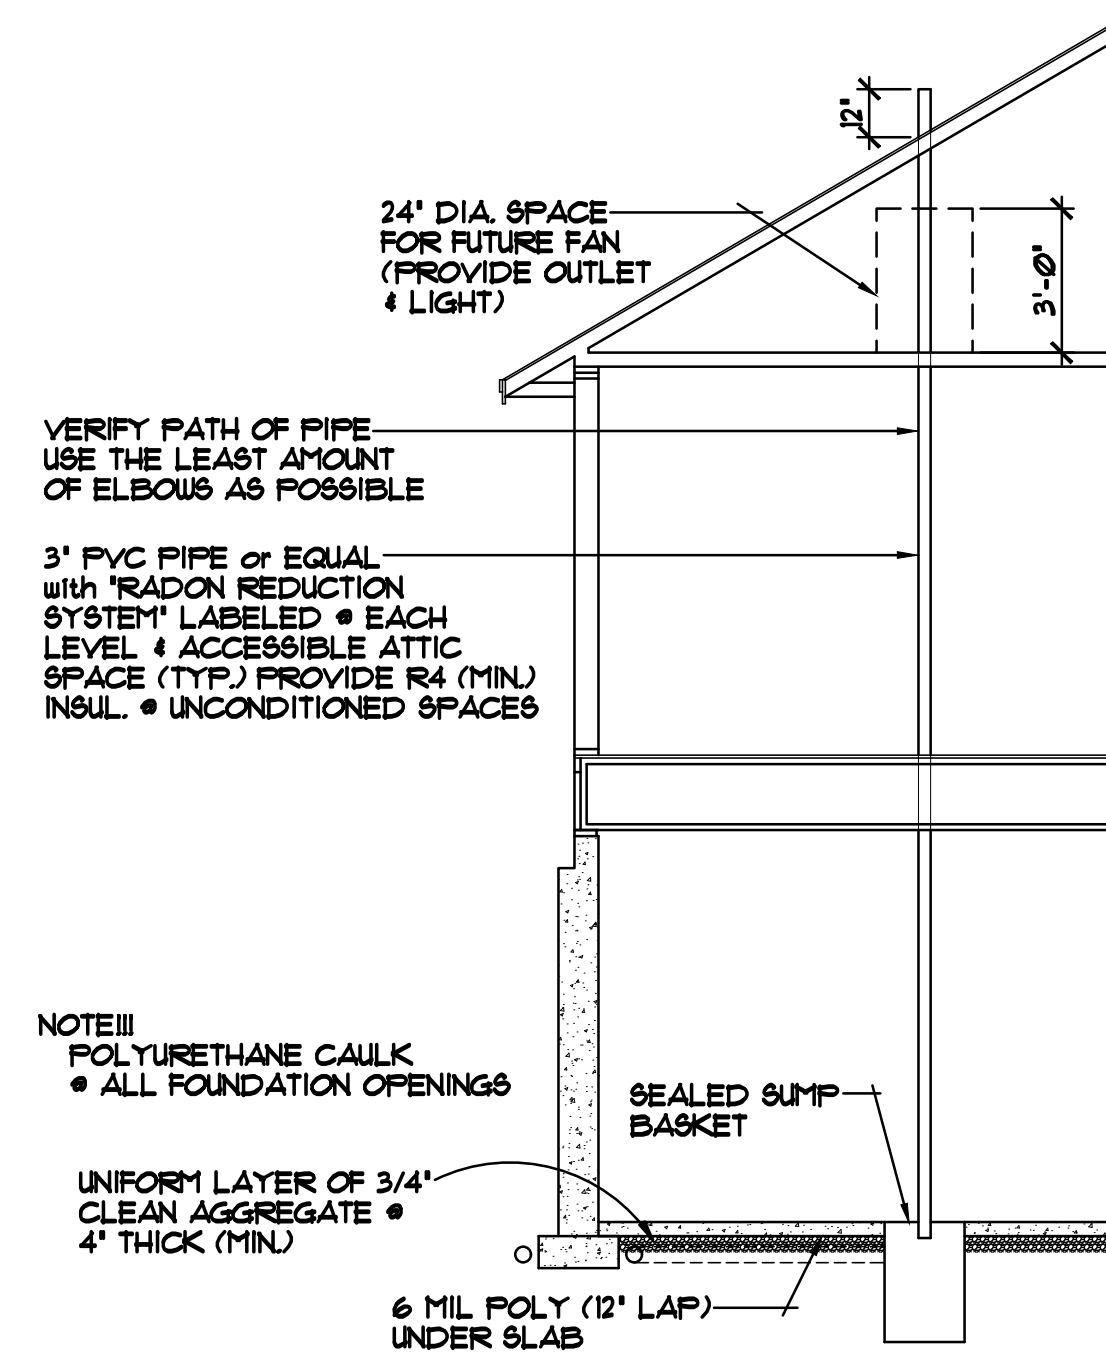 12"
24" DIA. SPACE
FOR FUTURE FAN
(PROVIDE OUTLET
& LIGHT)
3'-0"
VERIFY PATH OF PIPE
USE THE LEAST AMOUNT
OF ELBOWS AS POSSIBLE
3" PVC PIPE or EQUAL
with "RADON REDUCTION
SYSTEM" LABELED @ EACH
LEVEL & ACCESSIBLE ATTIC
SPACE (TYP.) PROVIDE R4 (MIN.)
INSUL. @ UNCONDITIONED SPACES
NOTE!!!
POLYURETHANE CAULK
@ ALL FOUNDATION OPENINGS
SEALED SUMP
BASKET
UNIFORM LAYER OF 3/4"
CLEAN AGGREGATE @
4" THICK (MIN.)
6 MIL POLY (12" LAP)
UNDER SLAB